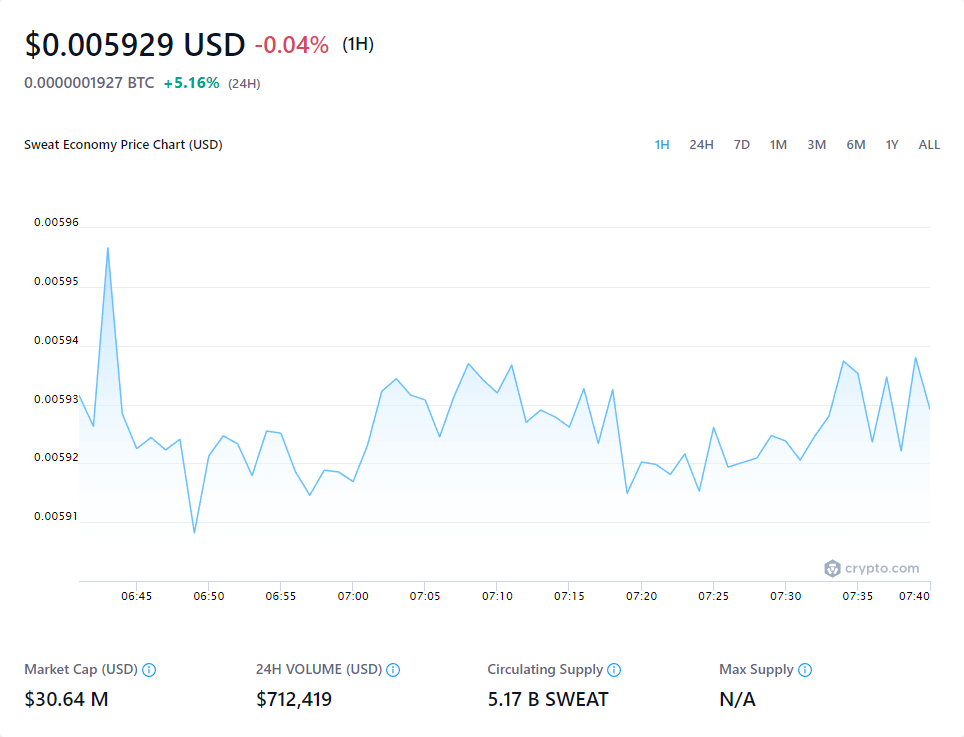 $0.005929 USD -0.04% (1H)
0.0000001927 BTC +5.16% (24H)
Sweat Economy Price Chart (USD) 1H 24H 7D 1M 3M 6M 1Y ALL
0.00596
0.00595
0.00594
0.00593
0.00592
0.00591
crypto.com
06:45 06:50 06:55 07:00 07:05 07:10 07:15 07:20 07:25 07:30 07:35 07:40
Market Cap (USD) 24H VOLUME (USD) Circulating Supply Max Supply
$30.64 M $712,419 5.17 B SWEAT N/A